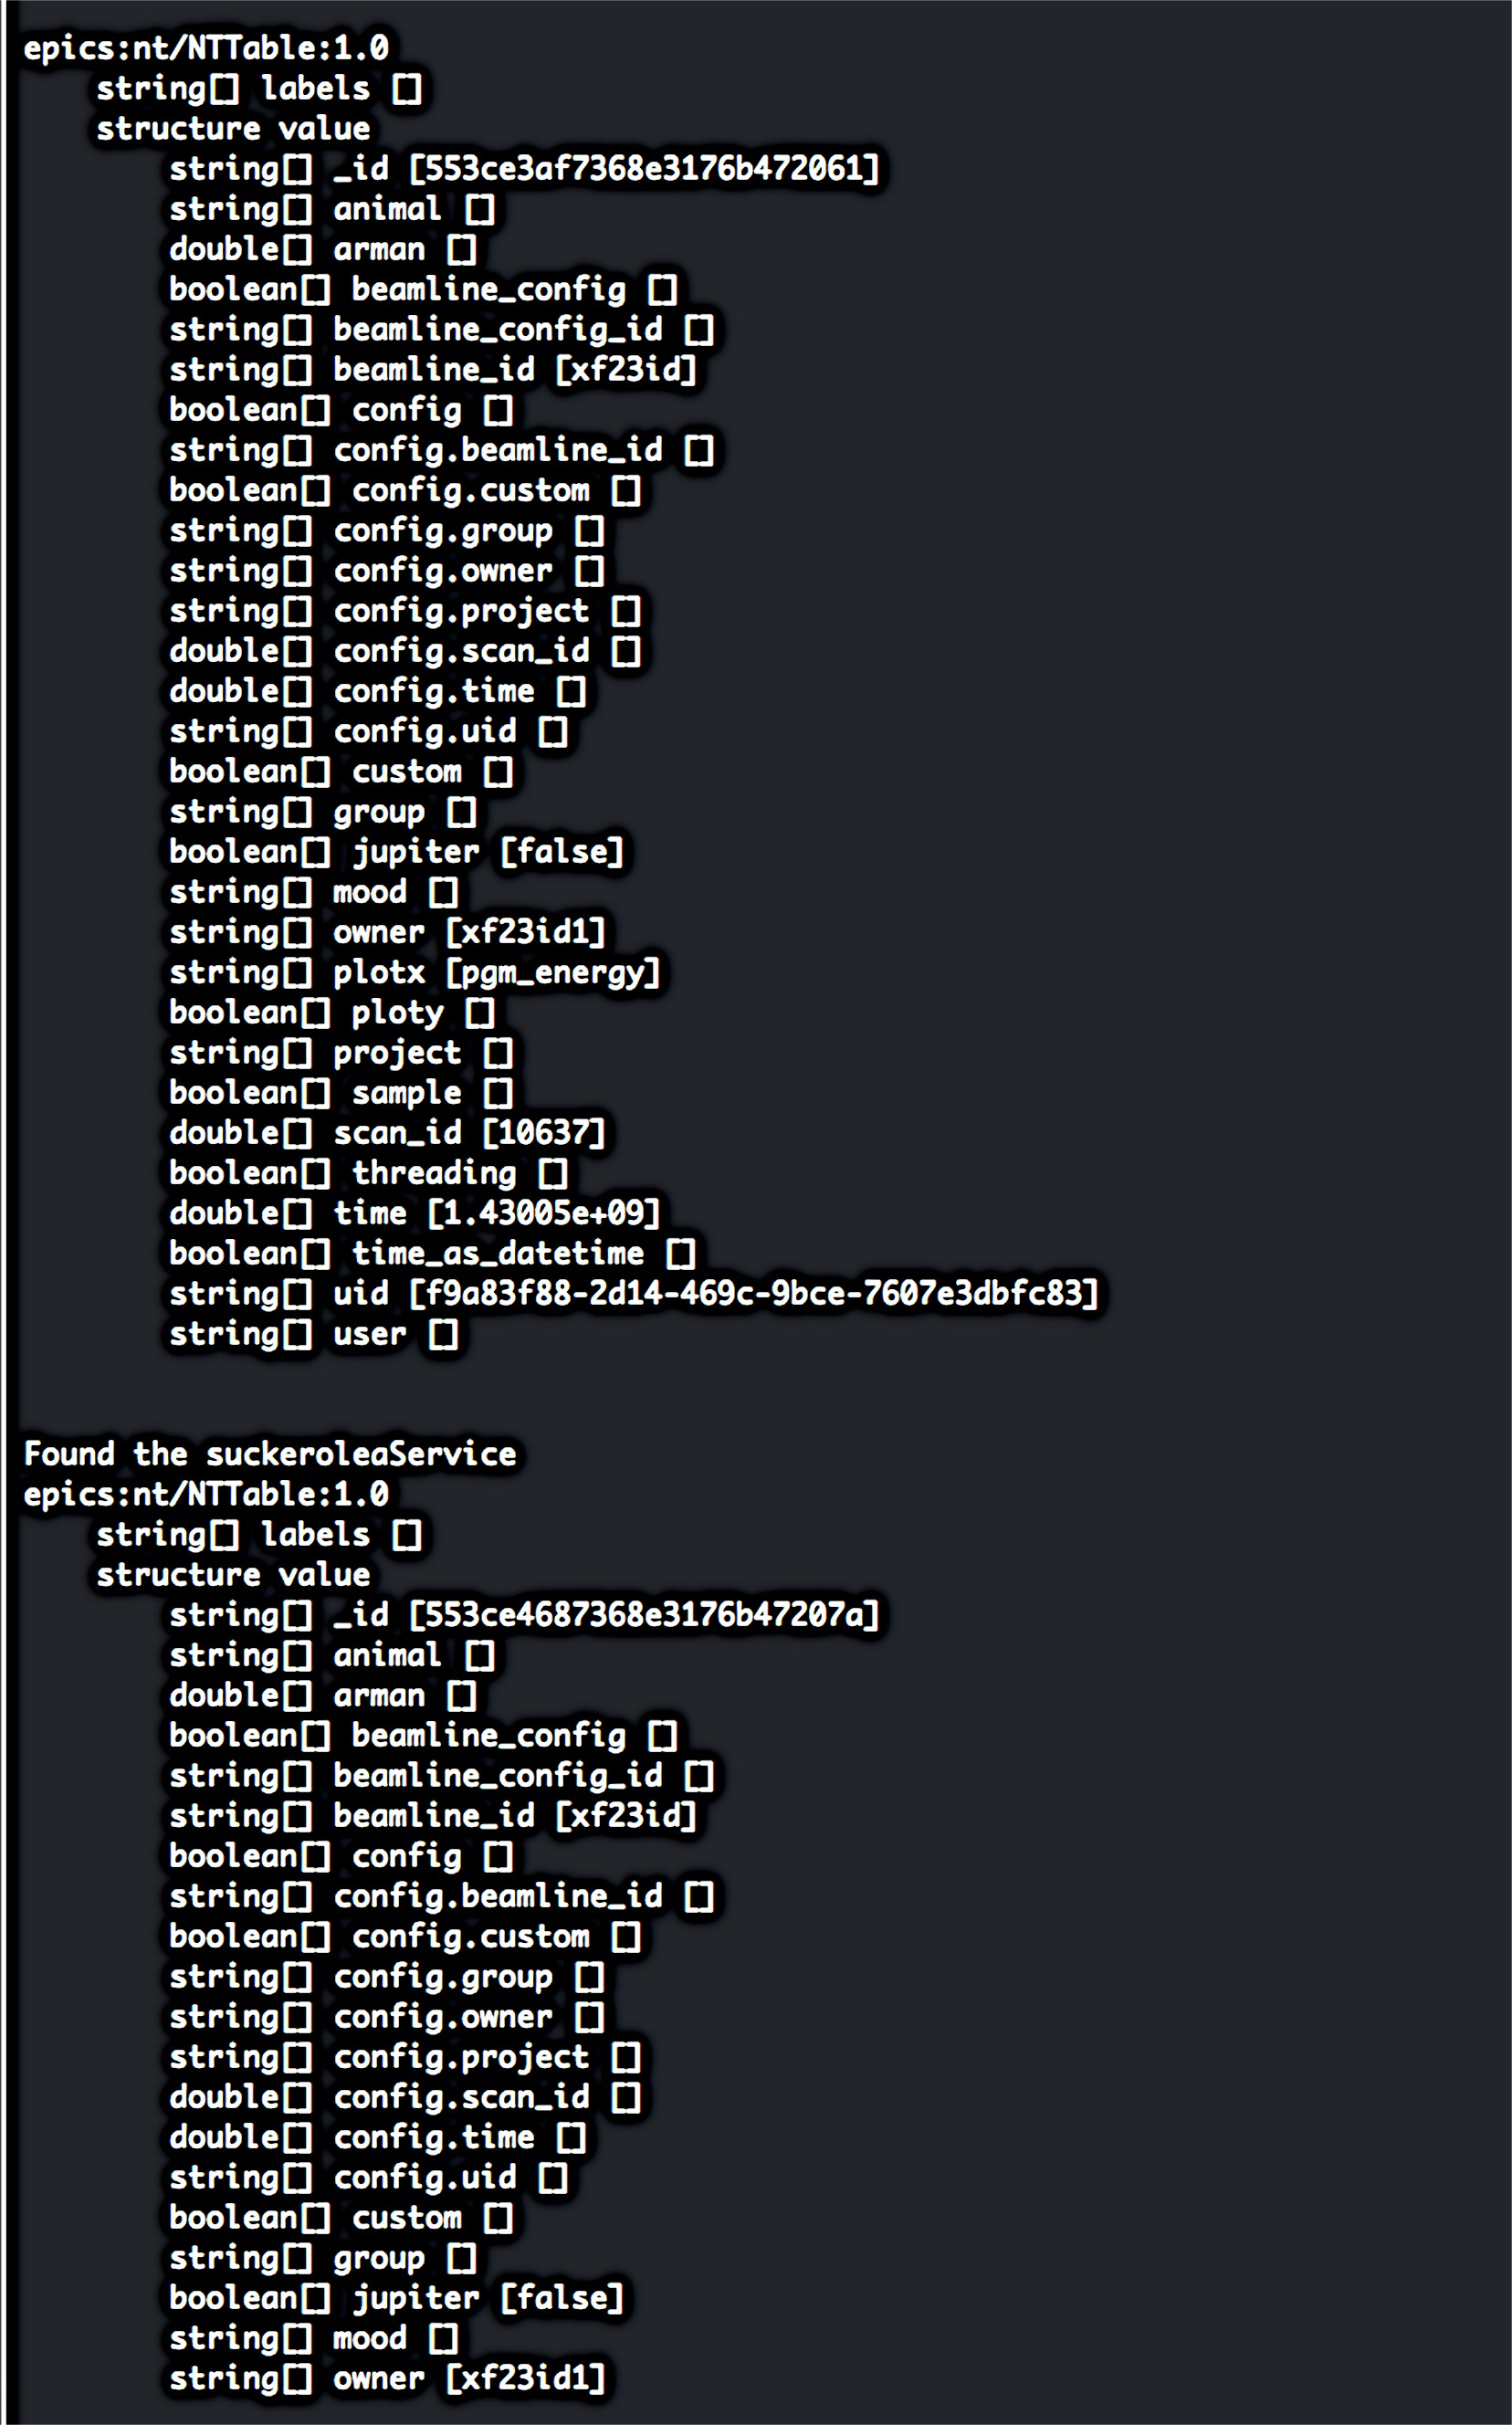 epics:nt/NTTable:1.0
    string[] labels []
    structure value
        string[] _id [553ce3af7368e3176b472061]
        string[] animal []
        double[] arman []
        boolean[] beamline_config []
        string[] beamline_config_id []
        string[] beamline_id [xf23id]
        boolean[] config []
        string[] config.beamline_id []
        boolean[] config.custom []
        string[] config.group []
        string[] config.owner []
        string[] config.project []
        double[] config.scan_id []
        double[] config.time []
        string[] config.uid []
        boolean[] custom []
        string[] group []
        boolean[] jupiter [false]
        string[] mood []
        string[] owner [xf23id1]
        string[] plotx [pgm_energy]
        boolean[] ploty []
        string[] project []
        boolean[] sample []
        double[] scan_id [10637]
        boolean[] threading []
        double[] time [1.43005e+09]
        boolean[] time_as_datetime []
        string[] uid [f9a83f88-2d14-469c-9bce-7607e3dbfc83]
        string[] user []
Found the suckeroleaService
epics:nt/NTTable:1.0
    string[] labels []
    structure value
        string[] _id [553ce4687368e3176b47207a]
        string[] animal []
        double[] arman []
        boolean[] beamline_config []
        string[] beamline_config_id []
        string[] beamline_id [xf23id]
        boolean[] config []
        string[] config.beamline_id []
        boolean[] config.custom []
        string[] config.group []
        string[] config.owner []
        string[] config.project []
        double[] config.scan_id []
        double[] config.time []
        string[] config.uid []
        boolean[] custom []
        string[] group []
        boolean[] jupiter [false]
        string[] mood []
        string[] owner [xf23id1]